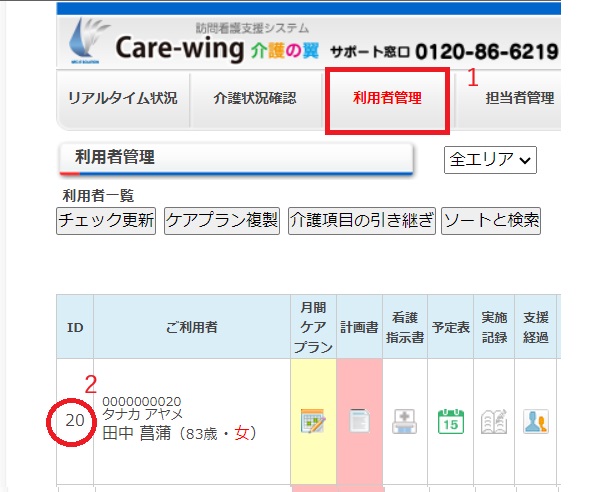 訪問看護支援システム
Care-wing 介護の翼 サポート窓口 0120-86-6219
リアルタイム状況 介護状況確認 利用者管理 1 担当者管理
利用者管理 全エリア
利用者一覧
チェック更新 ケアプラン複製 介護項目の引き継ぎ ソートと検索
ID ご利用者 月間ケアプラン 計画書 看護指示書 予定表 実施記録 支援経過
2
0000000020
タナカ アヤメ
20 田中 菖蒲（83歳・女）
15